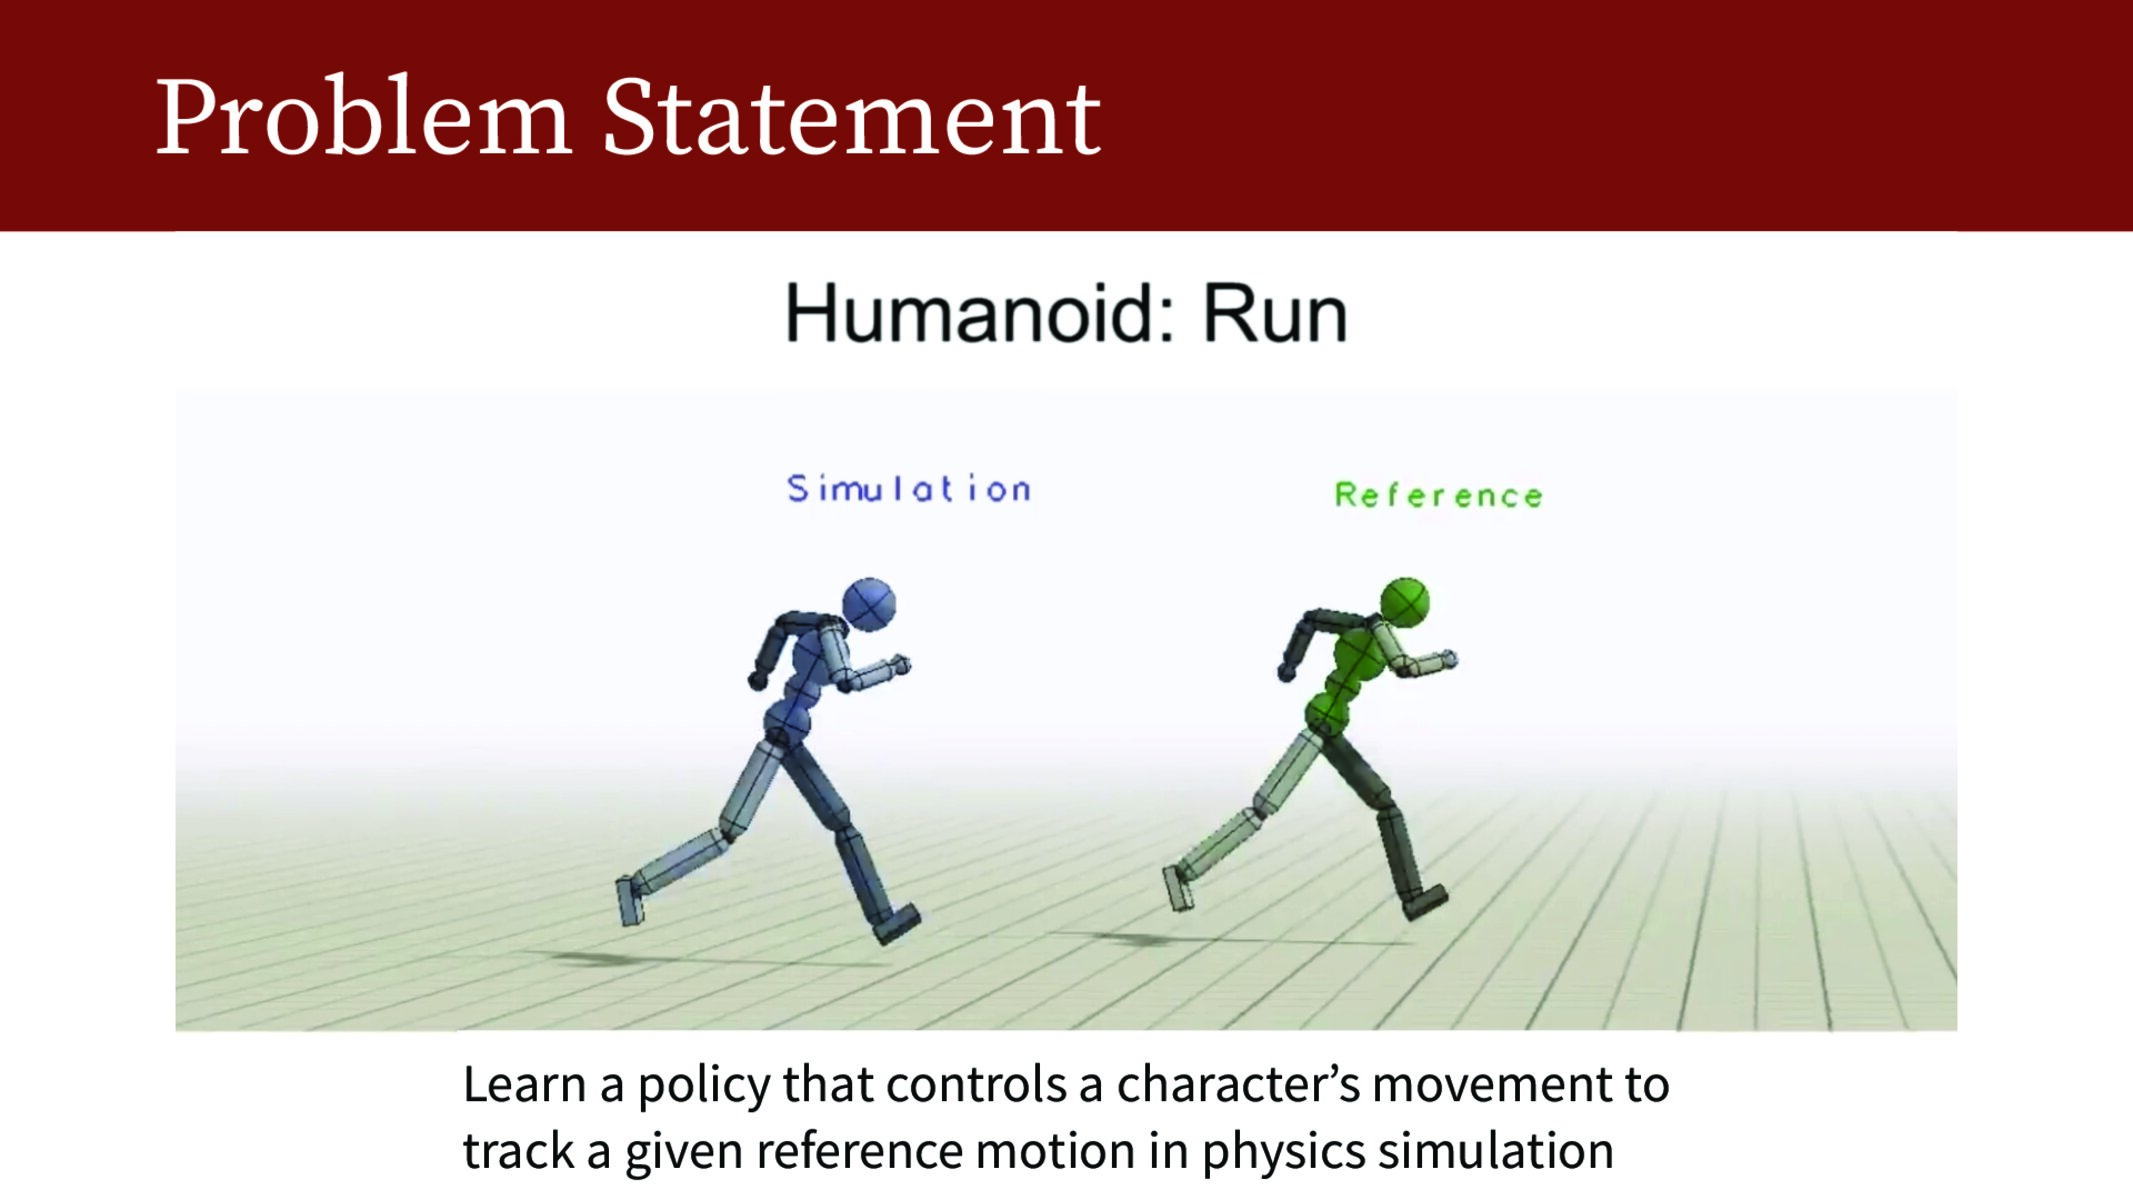 Problem Statement
Humanoid: Run
Simulation
Reference
Learn a policy that controls a character’s movement to
track a given reference motion in physics simulation